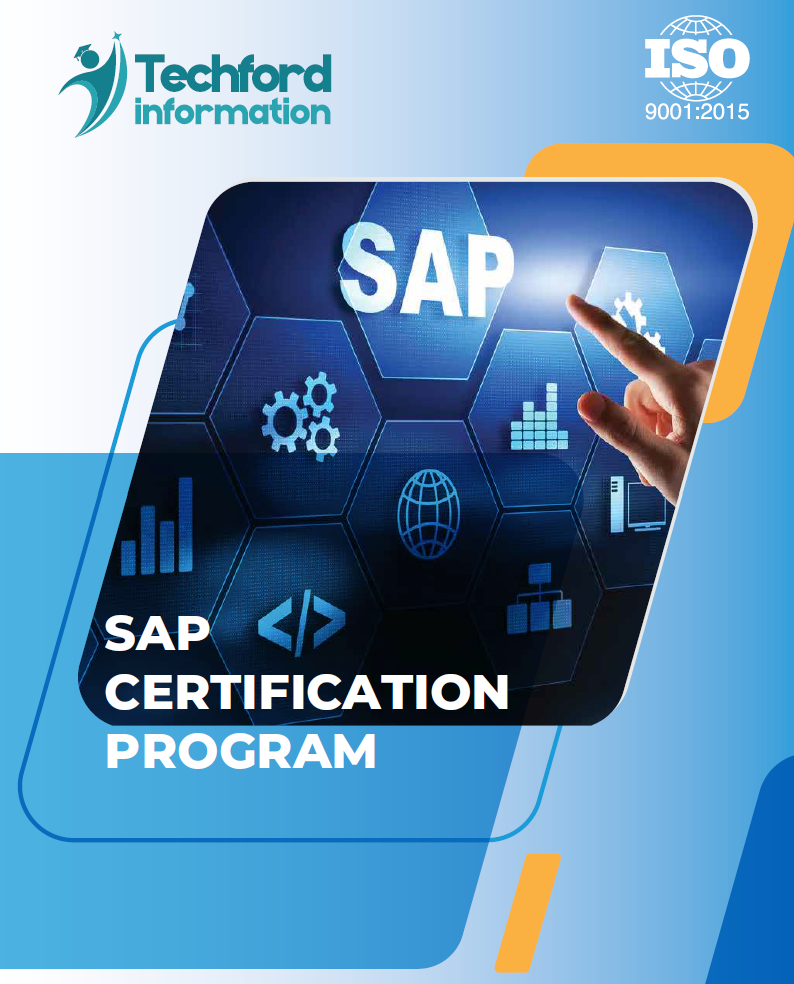 Techford
information
ISO
9001:2015
SAP
SAP
CERTIFICATION
PROGRAM